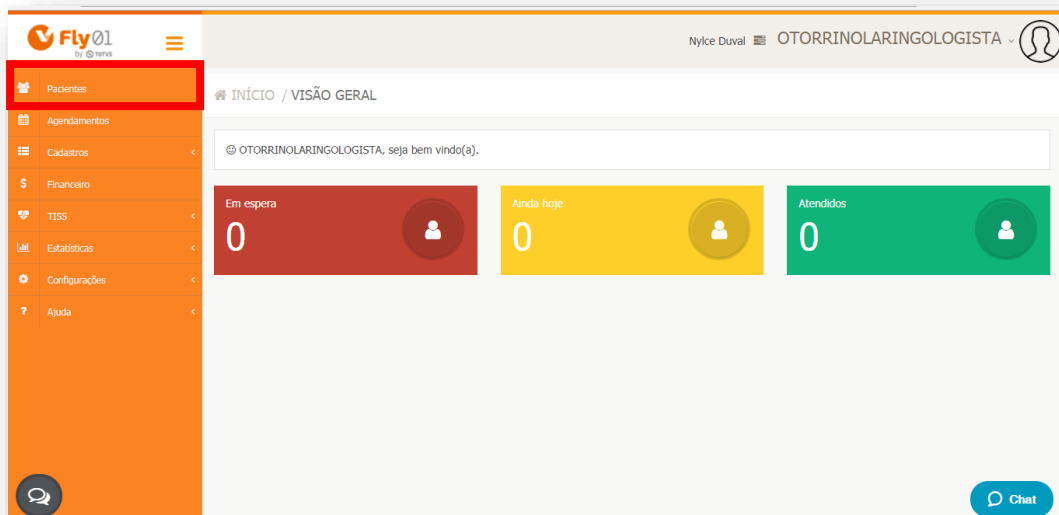 Fly01
by TOTVS
Nylce Duval OTORRINOLARINGOLOGISTA
Pacientes
INÍCIO / VISÃO GERAL
Agendamentos
Cadastros
OTORRINOLARINGOLOGISTA, seja bem vindo(a).
$ Financeiro
TISS
Em espera
Ainda hoje
Atendidos
0
0
0
Estatísticas
Configurações
? Ajuda
Chat